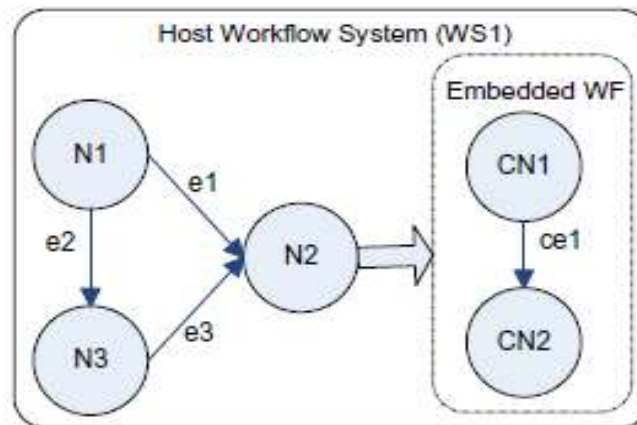 Host Workflow System (WS1)
Embedded WF
N1
e1
CN1
e2
N2
ce1
N3
e3
CN2